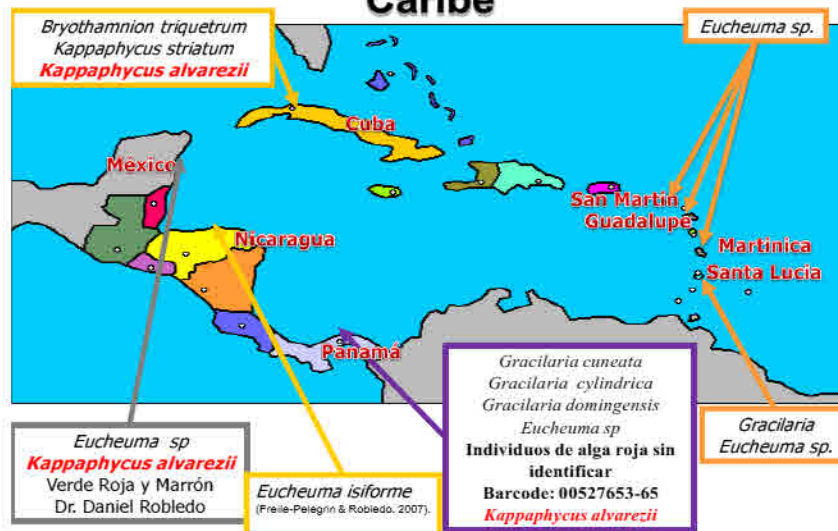 Caribe
Bryothamnion triquetrum
Kappaphycus striatum
Kappaphycus alvarezii
Eucheuma sp.
Cuba
México
San Martin
Guadalupe
Nicaragua
Martinica
Santa Lucia
Panamá
Gracilaria cuneata
Gracilaria cylindrica
Gracilaria domingensis
Eucheuma sp
Individuos de alga roja sin
identificar
Barcode: 00527653-65
Kappaphycus alvarezii
Gracilaria
Eucheuma sp.
Eucheuma sp
Kappaphycus alvarezii
Verde Roja y Marrón
Dr. Daniel Robledo
Eucheuma isiforme
(Freile-Pelegrin & Robledo. 2007).